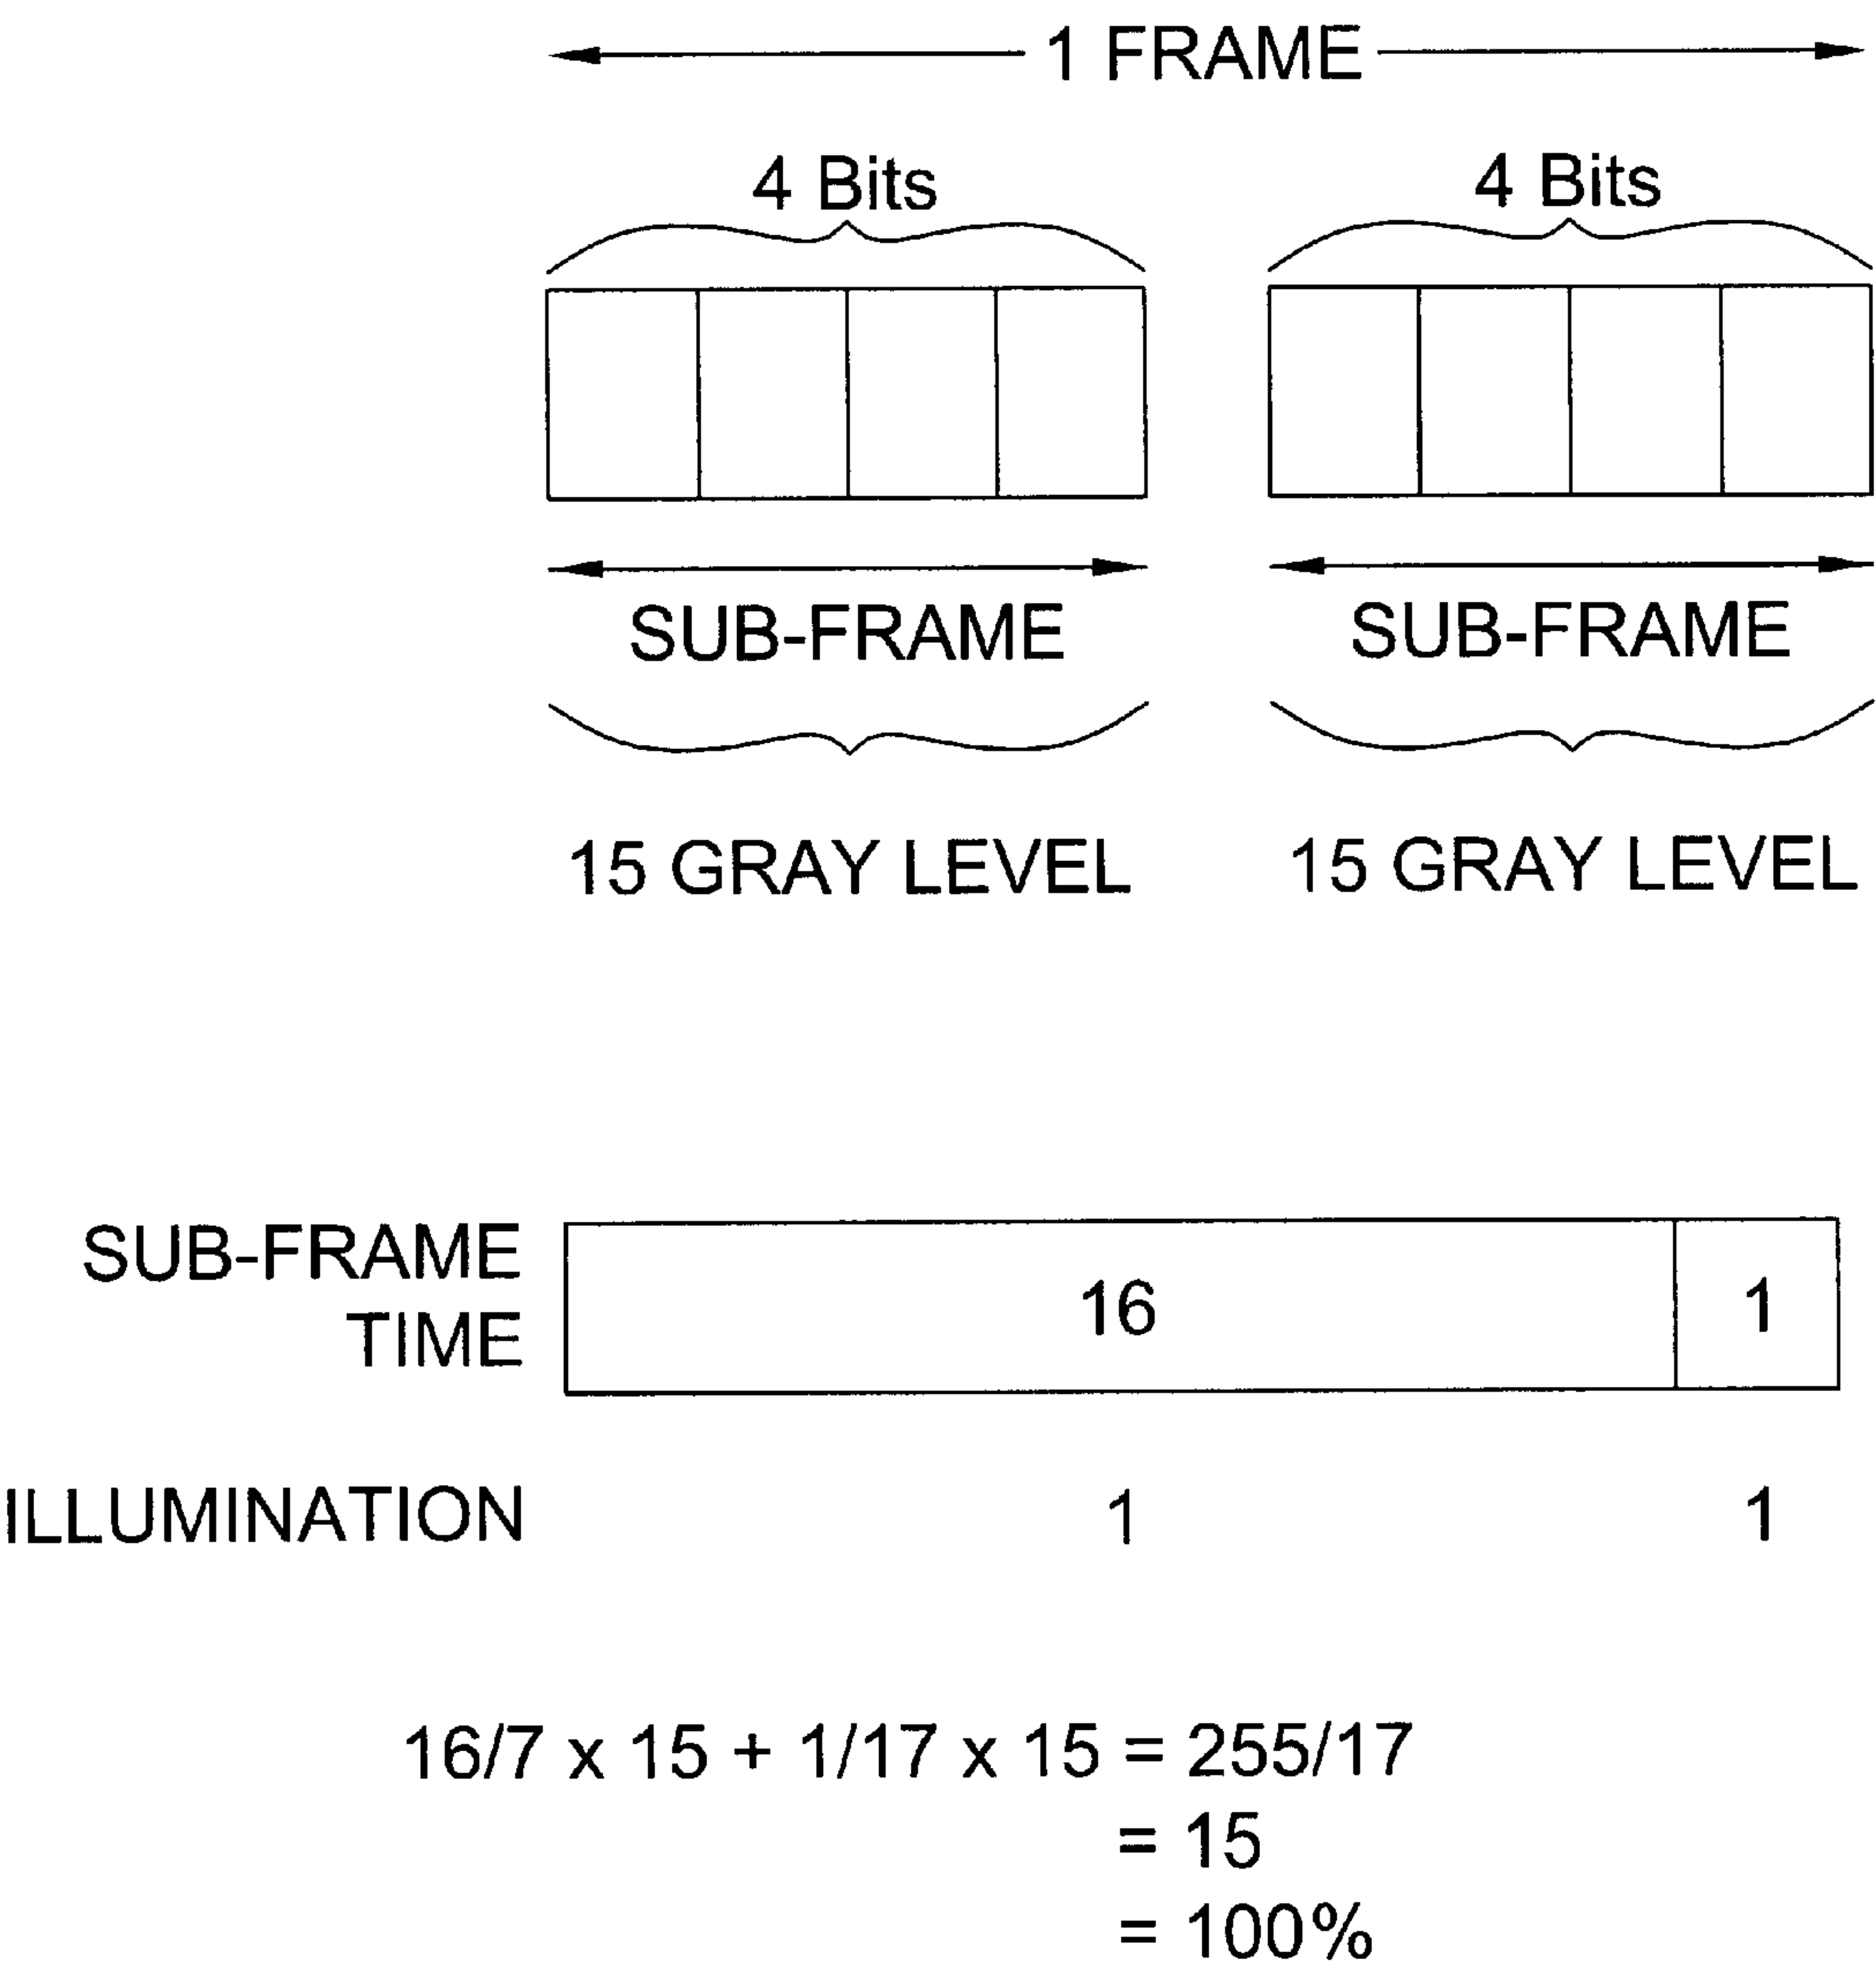 1 FRAME
4 Bits 4 Bits
SUB-FRAME SUB-FRAME
15 GRAY LEVEL 15 GRAY LEVEL
SUB-FRAME
TIME
16 1
ILLUMINATION 1 1
16/7 x 15 + 1/17 x 15 = 255/17
= 15
= 100%